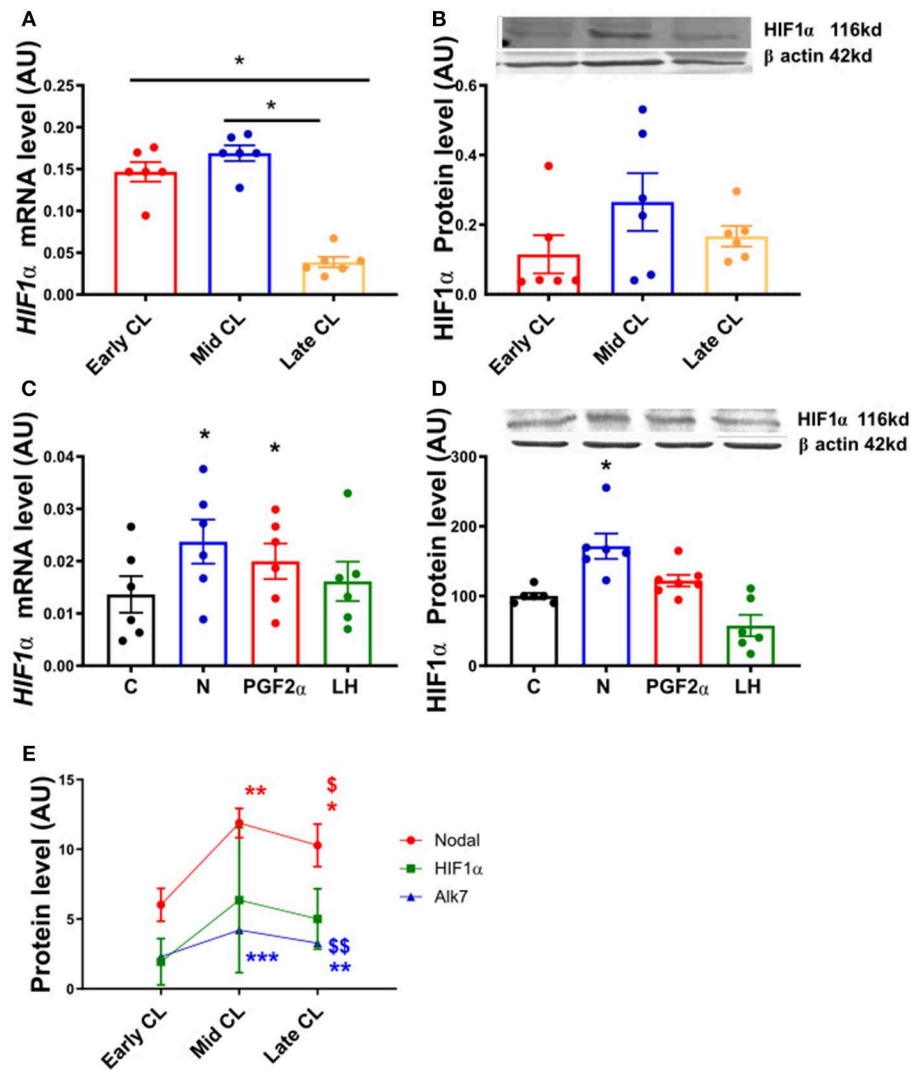 A
HIF1α mRNA level (AU)
0.25
0.20
0.15
0.10
0.05
0.00
*
*
Early CL
Mid CL
Late CL
B
HIF1α 116kd
β actin 42kd
HIF1α Protein level (AU)
0.6
0.4
0.2
0.0
Early CL
Mid CL
Late CL
C
HIF1α mRNA level (AU)
0.04
0.03
0.02
0.01
0.00
*
*
C
N
PGF2α
LH
D
HIF1α 116kd
β actin 42kd
HIF1α Protein level (AU)
300
200
100
0
*
C
N
PGF2α
LH
E
Protein level (AU)
15
10
5
0
**
$
*
***
$$
**
Early CL
Mid CL
Late CL
Nodal
HIF1α
Alk7